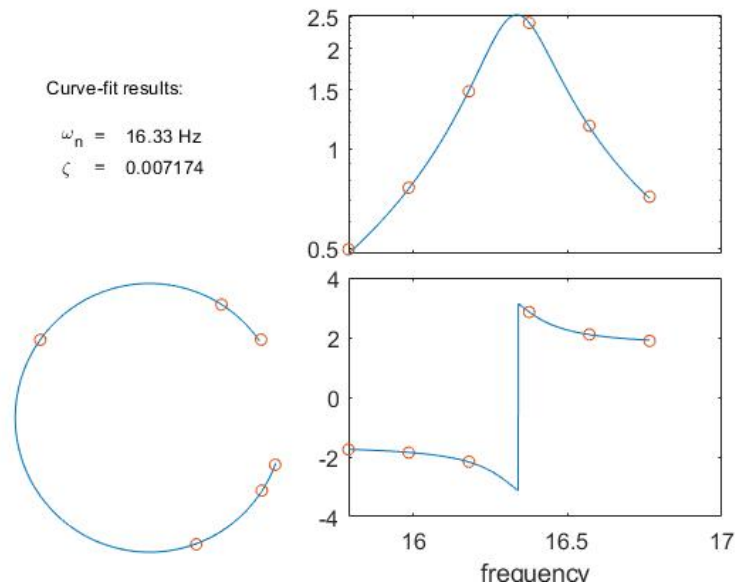 Curve-fit results:
ωn = 16.33 Hz
ζ = 0.007174
2.5
2
1.5
1
0.5
4
2
0
-2
-4
16 16.5 17
frequency